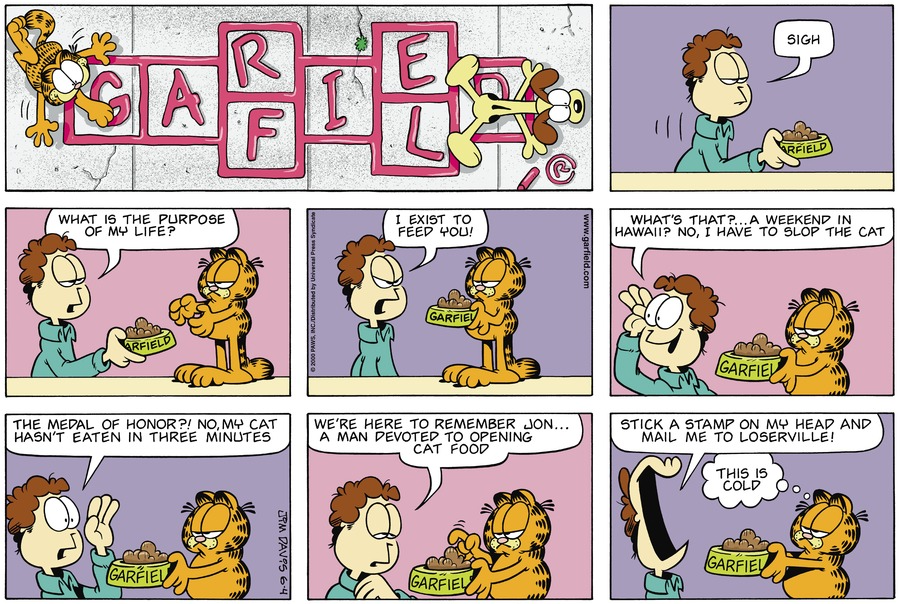 GARFIELD
®
SIGH
GARFIELD
WHAT IS THE PURPOSE
OF MY LIFE?
GARFIELD
© 2000 PAWS, INC./Distributed by Universal Press Syndicate
I EXIST TO
FEED YOU!
GARFIEL
www.garfield.com
WHAT'S THAT?...A WEEKEND IN
HAWAII? NO, I HAVE TO SLOP THE CAT
GARFIEL
THE MEDAL OF HONOR?! NO, MY CAT
HASN'T EATEN IN THREE MINUTES
GARFIEL
JIM DAVIS 6-4
WE'RE HERE TO REMEMBER JON...
A MAN DEVOTED TO OPENING
CAT FOOD
GARFIELD
STICK A STAMP ON MY HEAD AND
MAIL ME TO LOSERVILLE!
THIS IS
COLD
GARFIEL